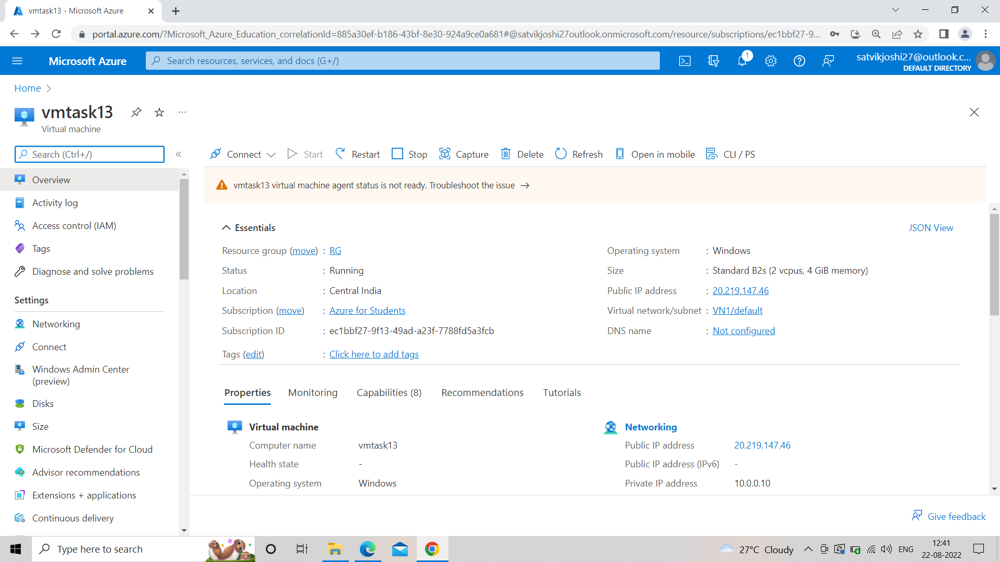 vmtask13 - Microsoft Azure
portal.azure.com/?Microsoft_Azure_Education_correlationId=885a30ef-b186-43bf-8e30-924a9ce0a681#@satvikjoshi27outlook.onmicrosoft.com/resource/subscriptions/ec1bbf27-9...
Microsoft Azure
Search resources, services, and docs (G+/)
1
satvikjoshi27@outlook.c...
DEFAULT DIRECTORY
Home
vmtask13
Virtual machine
Search (Ctrl+/)
Connect
Start
Restart
Stop
Capture
Delete
Refresh
Open in mobile
CLI / PS
vmtask13 virtual machine agent status is not ready. Troubleshoot the issue →
Overview
Activity log
Access control (IAM)
Tags
Diagnose and solve problems
Settings
Networking
Connect
Windows Admin Center
(preview)
Disks
Size
Microsoft Defender for Cloud
Advisor recommendations
Extensions + applications
Continuous delivery
Essentials
JSON View
Resource group (move) : RG
Status : Running
Location : Central India
Subscription (move) : Azure for Students
Subscription ID : ec1bbf27-9f13-49ad-a23f-7788fd5a3fcb
Tags (edit) : Click here to add tags
Operating system : Windows
Size : Standard B2s (2 vcpus, 4 GiB memory)
Public IP address : 20.219.147.46
Virtual network/subnet : VN1/default
DNS name : Not configured
Properties
Monitoring
Capabilities (8)
Recommendations
Tutorials
Virtual machine
Computer name vmtask13
Health state -
Operating system Windows
Networking
Public IP address 20.219.147.46
Public IP address (IPv6) -
Private IP address 10.0.0.10
Give feedback
Type here to search
27°C Cloudy
ENG
12:41
22-08-2022